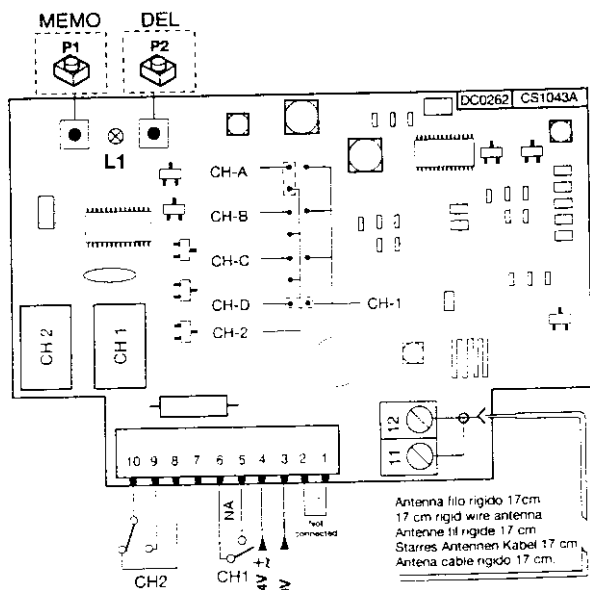 MEMO DEL
P1 P2
DC0262 CS1043A
L1
CH-A
CH-B
CH-C
CH-D CH-1
CH-2
CH 2 CH 1
12
11
10 9 8 7 6 5 4 3 2 1
NA
Not
connected
CH2 CH1
Antenna filo rigido 17cm
17 cm rigid wire antenna
Antenne fil rigide 17 cm
Starres Antennen Kabel 17 cm
Antena cable rigido 17 cm.